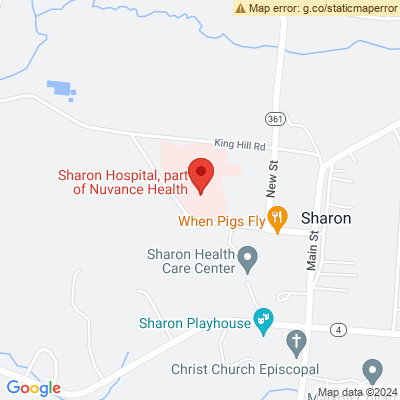 Map error: g.co/staticmaperror
361
King Hill Rd
Sharon Hospital, part
of Nuvance Health
New St
When Pigs Fly
Sharon
Main St
Sharon Health
Care Center
Sharon Playhouse
4
Christ Church Episcopal
Google
Map data ©2024